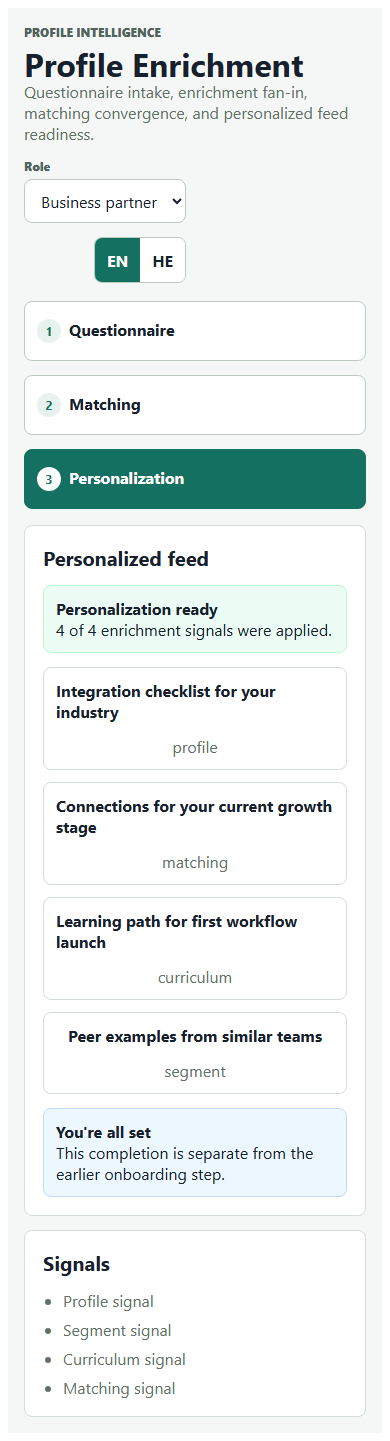 PROFILE INTELLIGENCE
Profile Enrichment
Questionnaire intake, enrichment fan-in,
matching convergence, and personalized feed
readiness.
Role
Business partner
EN HE
1 Questionnaire
2 Matching
3 Personalization
Personalized feed
Personalization ready
4 of 4 enrichment signals were applied.
Integration checklist for your
industry
profile
Connections for your current growth
stage
matching
Learning path for first workflow
launch
curriculum
Peer examples from similar teams
segment
You're all set
This completion is separate from the
earlier onboarding step.
Signals
Profile signal
Segment signal
Curriculum signal
Matching signal